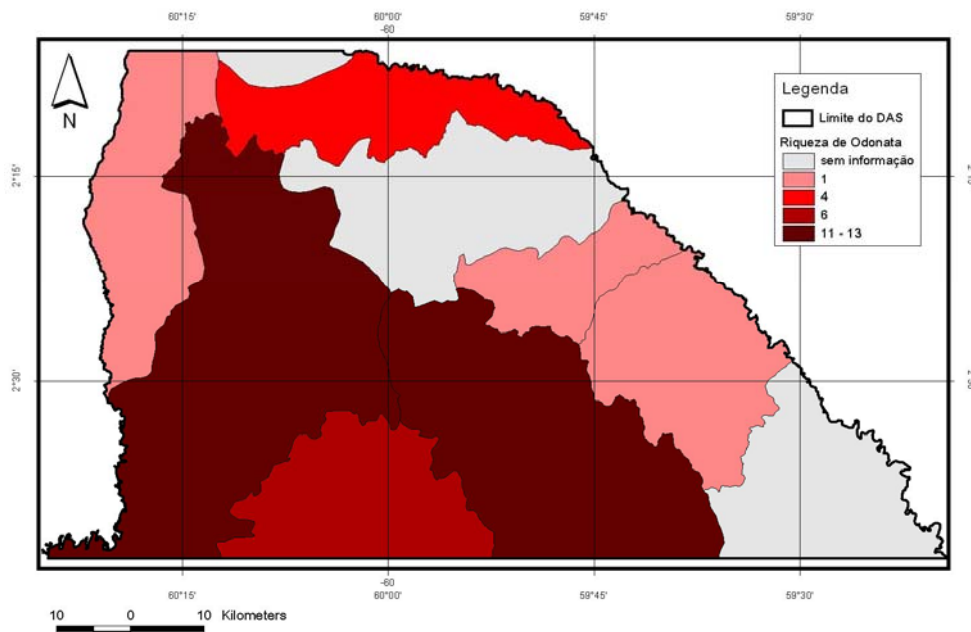 60°15' 60°00' 59°45' 59°30'
-60
N
Legenda
Límite do DAS
Riqueza de Odonata
sem informação
1
4
6
11 - 13
2°15'
2°30'
-60
60°15' 60°00' 59°45' 59°30'
10 0 10 Kilometers